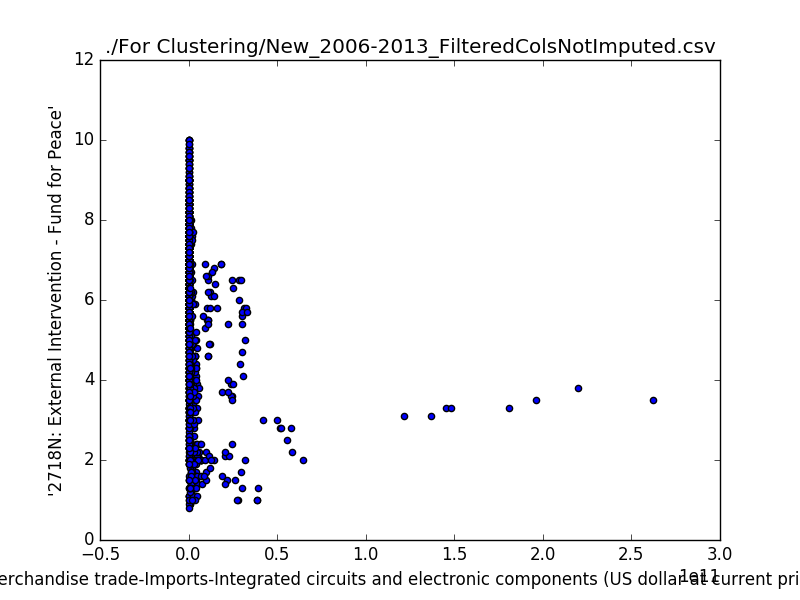 ./For Clustering/New_2006-2013_FilteredColsNotImputed.csv
'2718N: External Intervention - Fund for Peace'
12
10
8
6
4
2
0
−0.5 0.0 0.5 1.0 1.5 2.0 2.5 3.0
1e11
erchandise trade-Imports-Integrated circuits and electronic components (US dollar at current pri